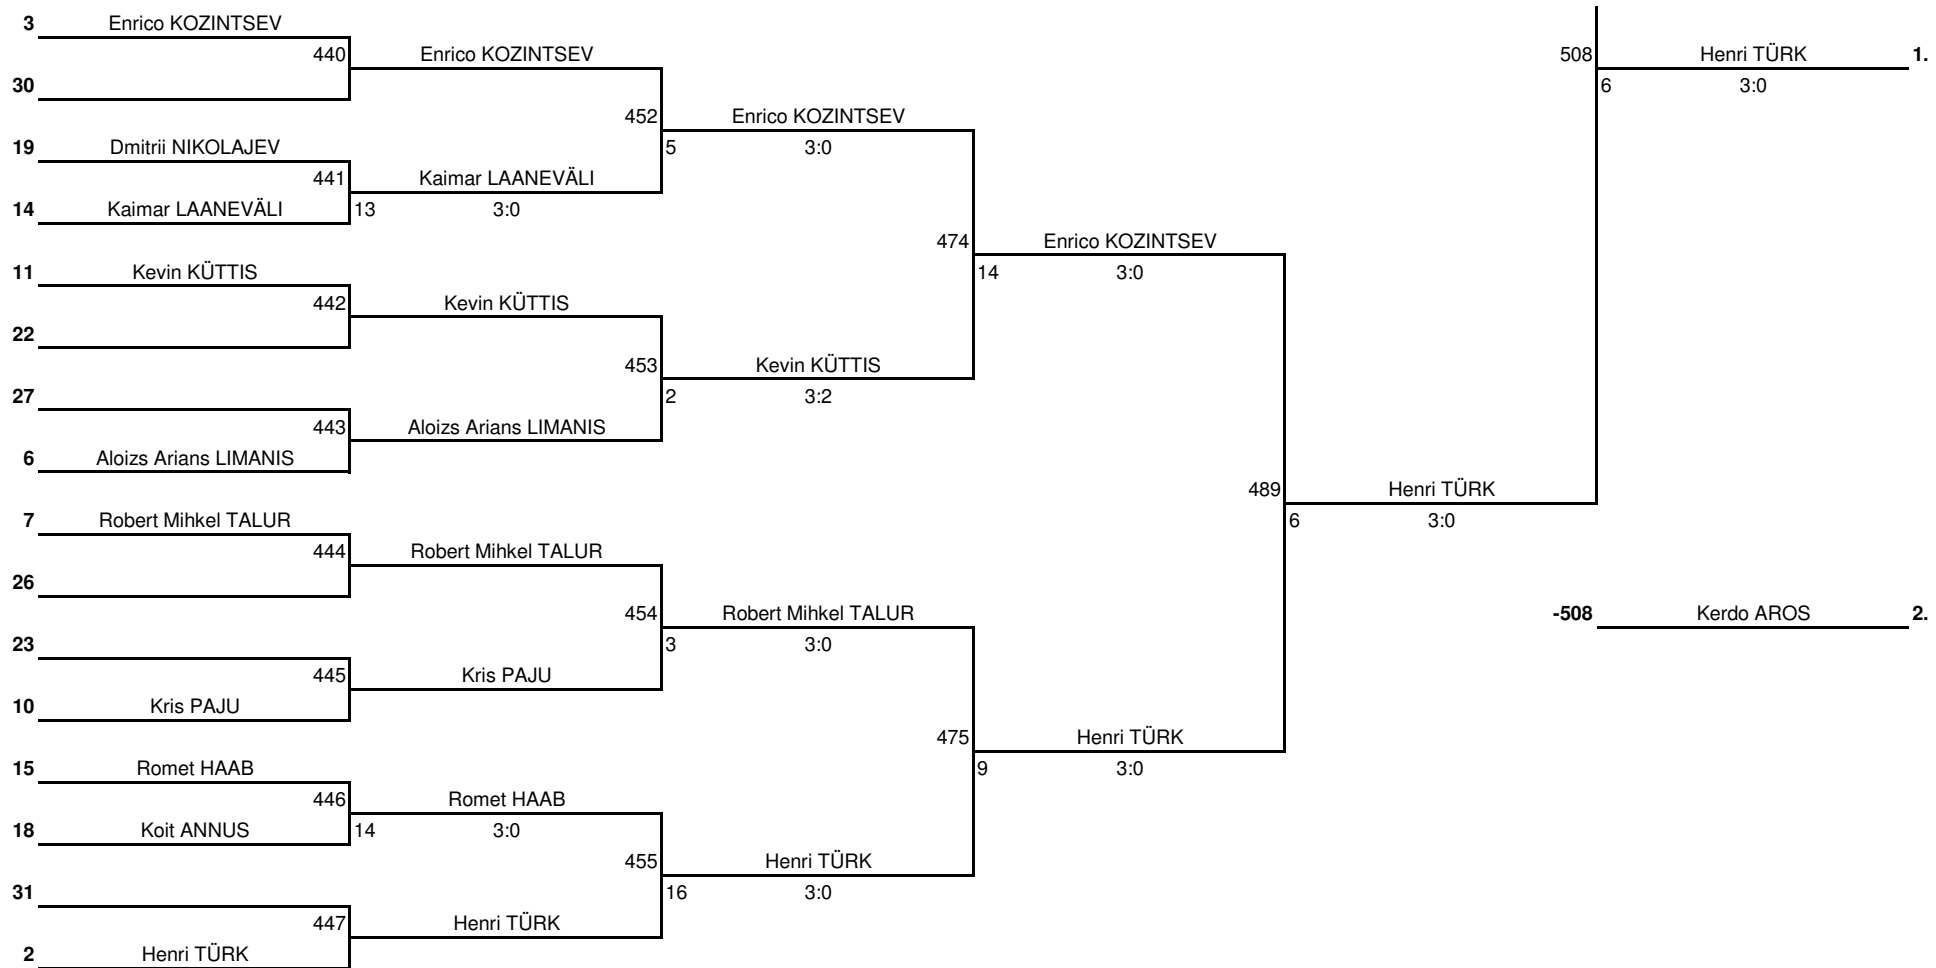 3 Enrico KOZINTSEV
440 Enrico KOZINTSEV 508 Henri TÜRK 1.
30 6 3:0
452 Enrico KOZINTSEV
19 Dmitrii NIKOLAJEV 5 3:0
441 Kaimar LAANEVÄLI
14 Kaimar LAANEVÄLI 13 3:0
474 Enrico KOZINTSEV
11 Kevin KÜTTIS 14 3:0
442 Kevin KÜTTIS
22
453 Kevin KÜTTIS
27 2 3:2
443 Aloizs Arians LIMANIS
6 Aloizs Arians LIMANIS
489 Henri TÜRK
7 Robert Mihkel TALUR 6 3:0
444 Robert Mihkel TALUR
26
454 Robert Mihkel TALUR -508 Kerdo AROS 2.
23 3 3:0
445 Kris PAJU
10 Kris PAJU
475 Henri TÜRK
15 Romet HAAB 9 3:0
446 Romet HAAB
18 Koit ANNUS 14 3:0
455 Henri TÜRK
31 16 3:0
447 Henri TÜRK
2 Henri TÜRK